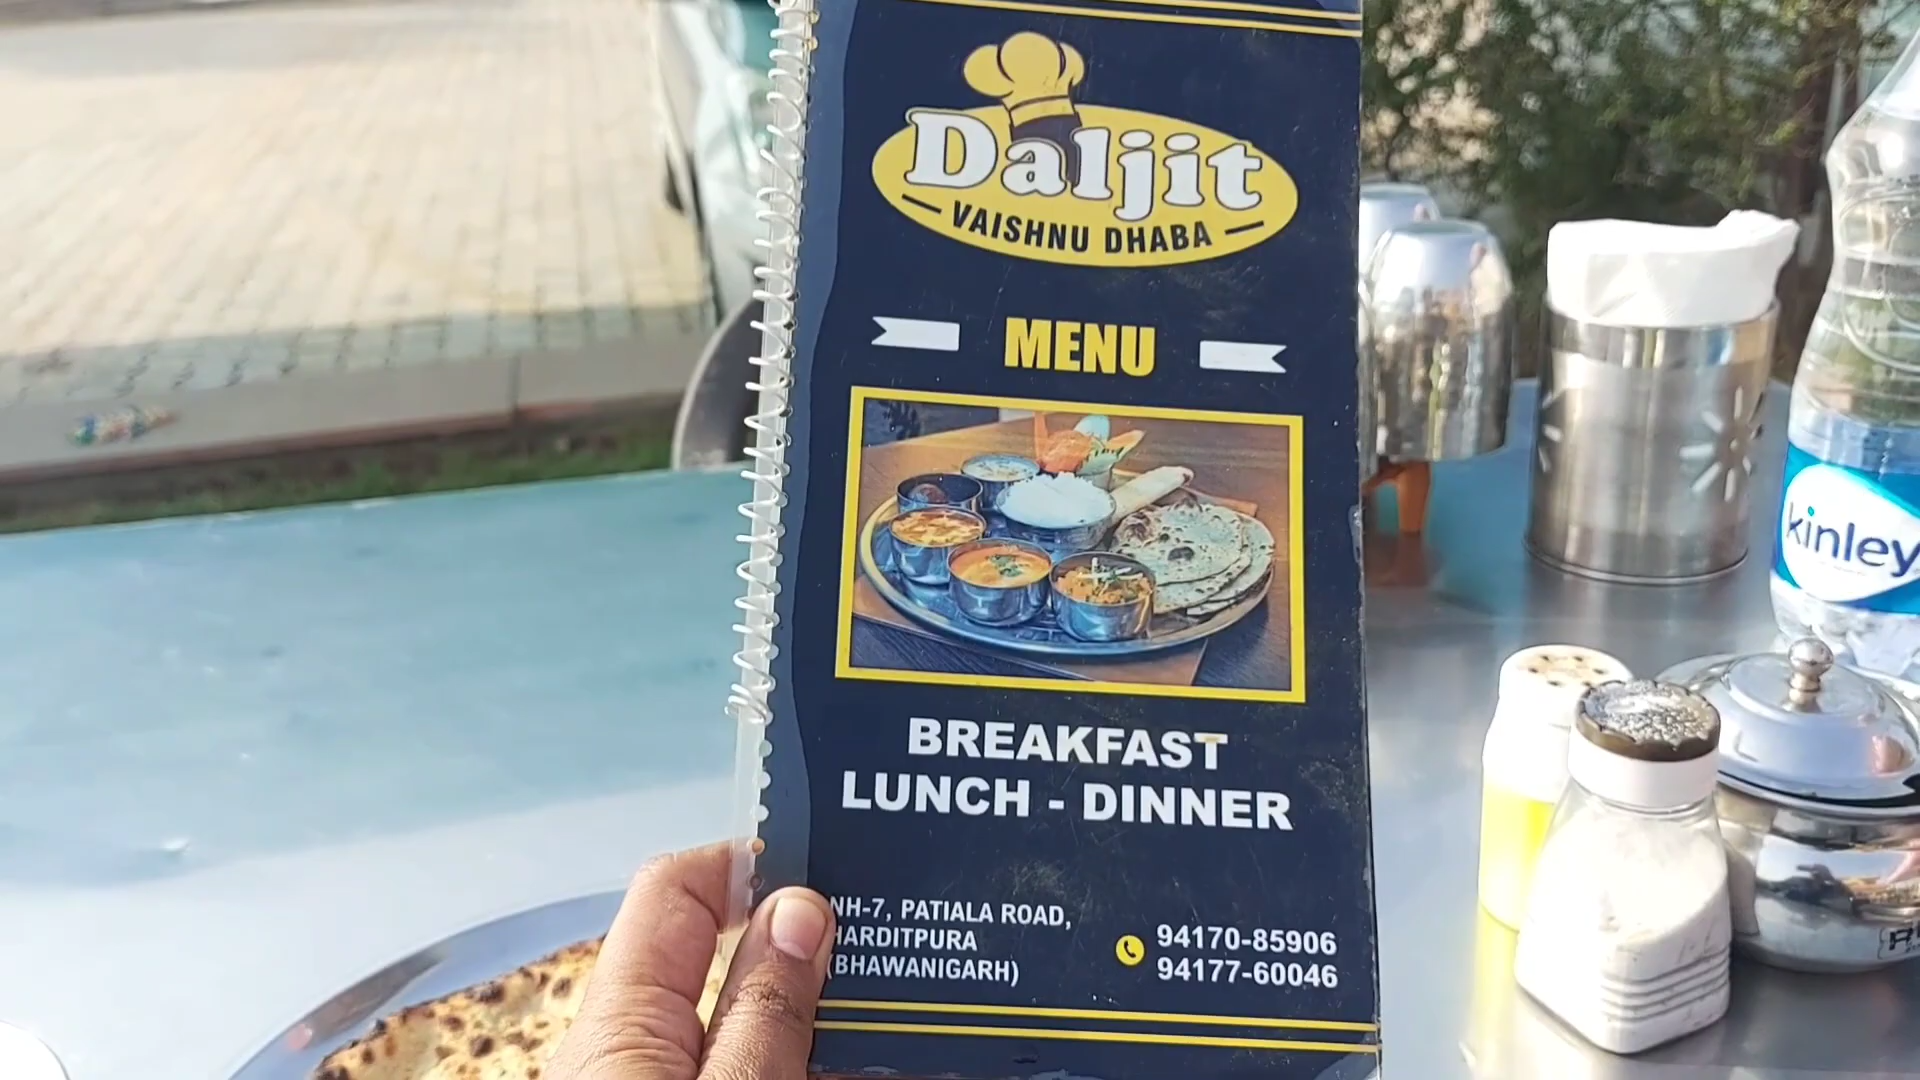 Daljit
VAISHNU DHABA
MENU
BREAKFAST
LUNCH - DINNER
NH-7, PATIALA ROAD,
HARDITPURA
(BHAWANIGARH)
94170-85906
94177-60046
kinley